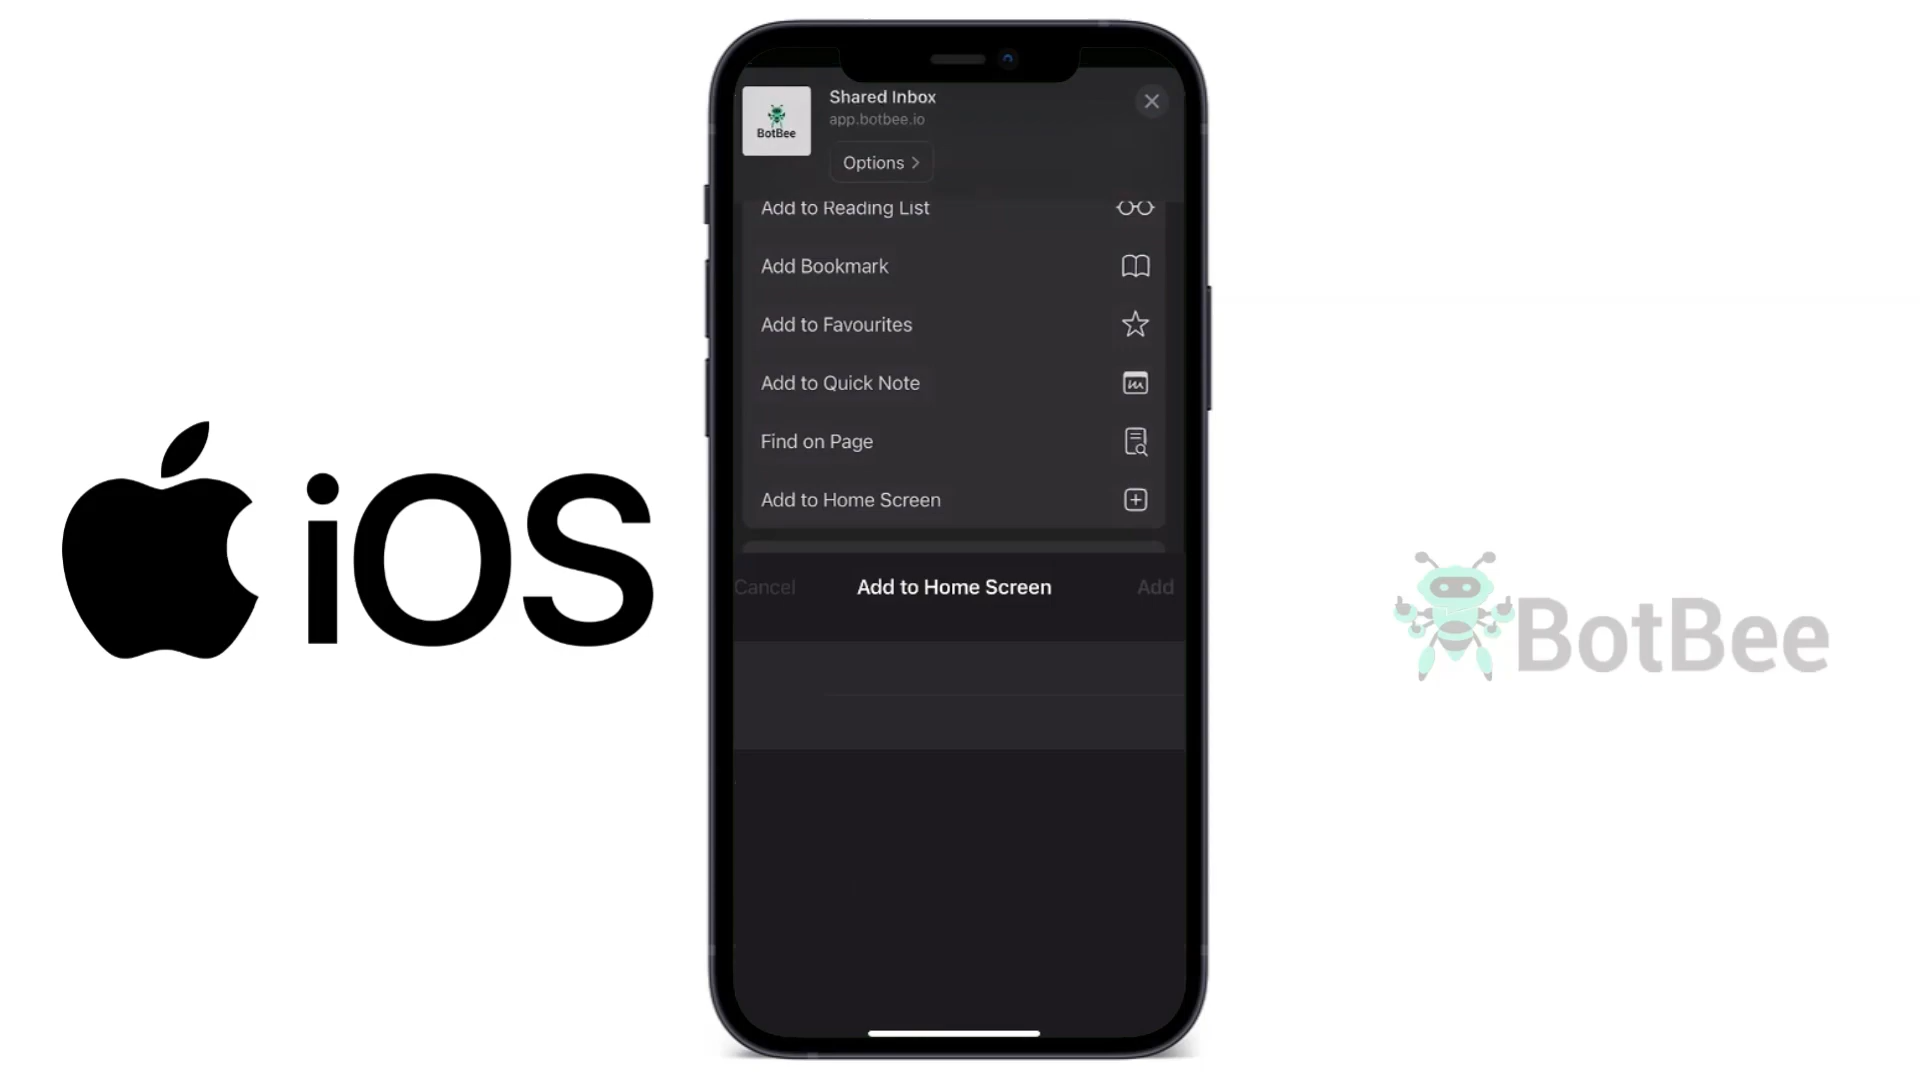 iOS
BotBee
Shared Inbox
app.botbee.io
Options
Add to Reading List
Add Bookmark
Add to Favourites
Add to Quick Note
Find on Page
Add to Home Screen
Cancel Add to Home Screen Add
BotBee